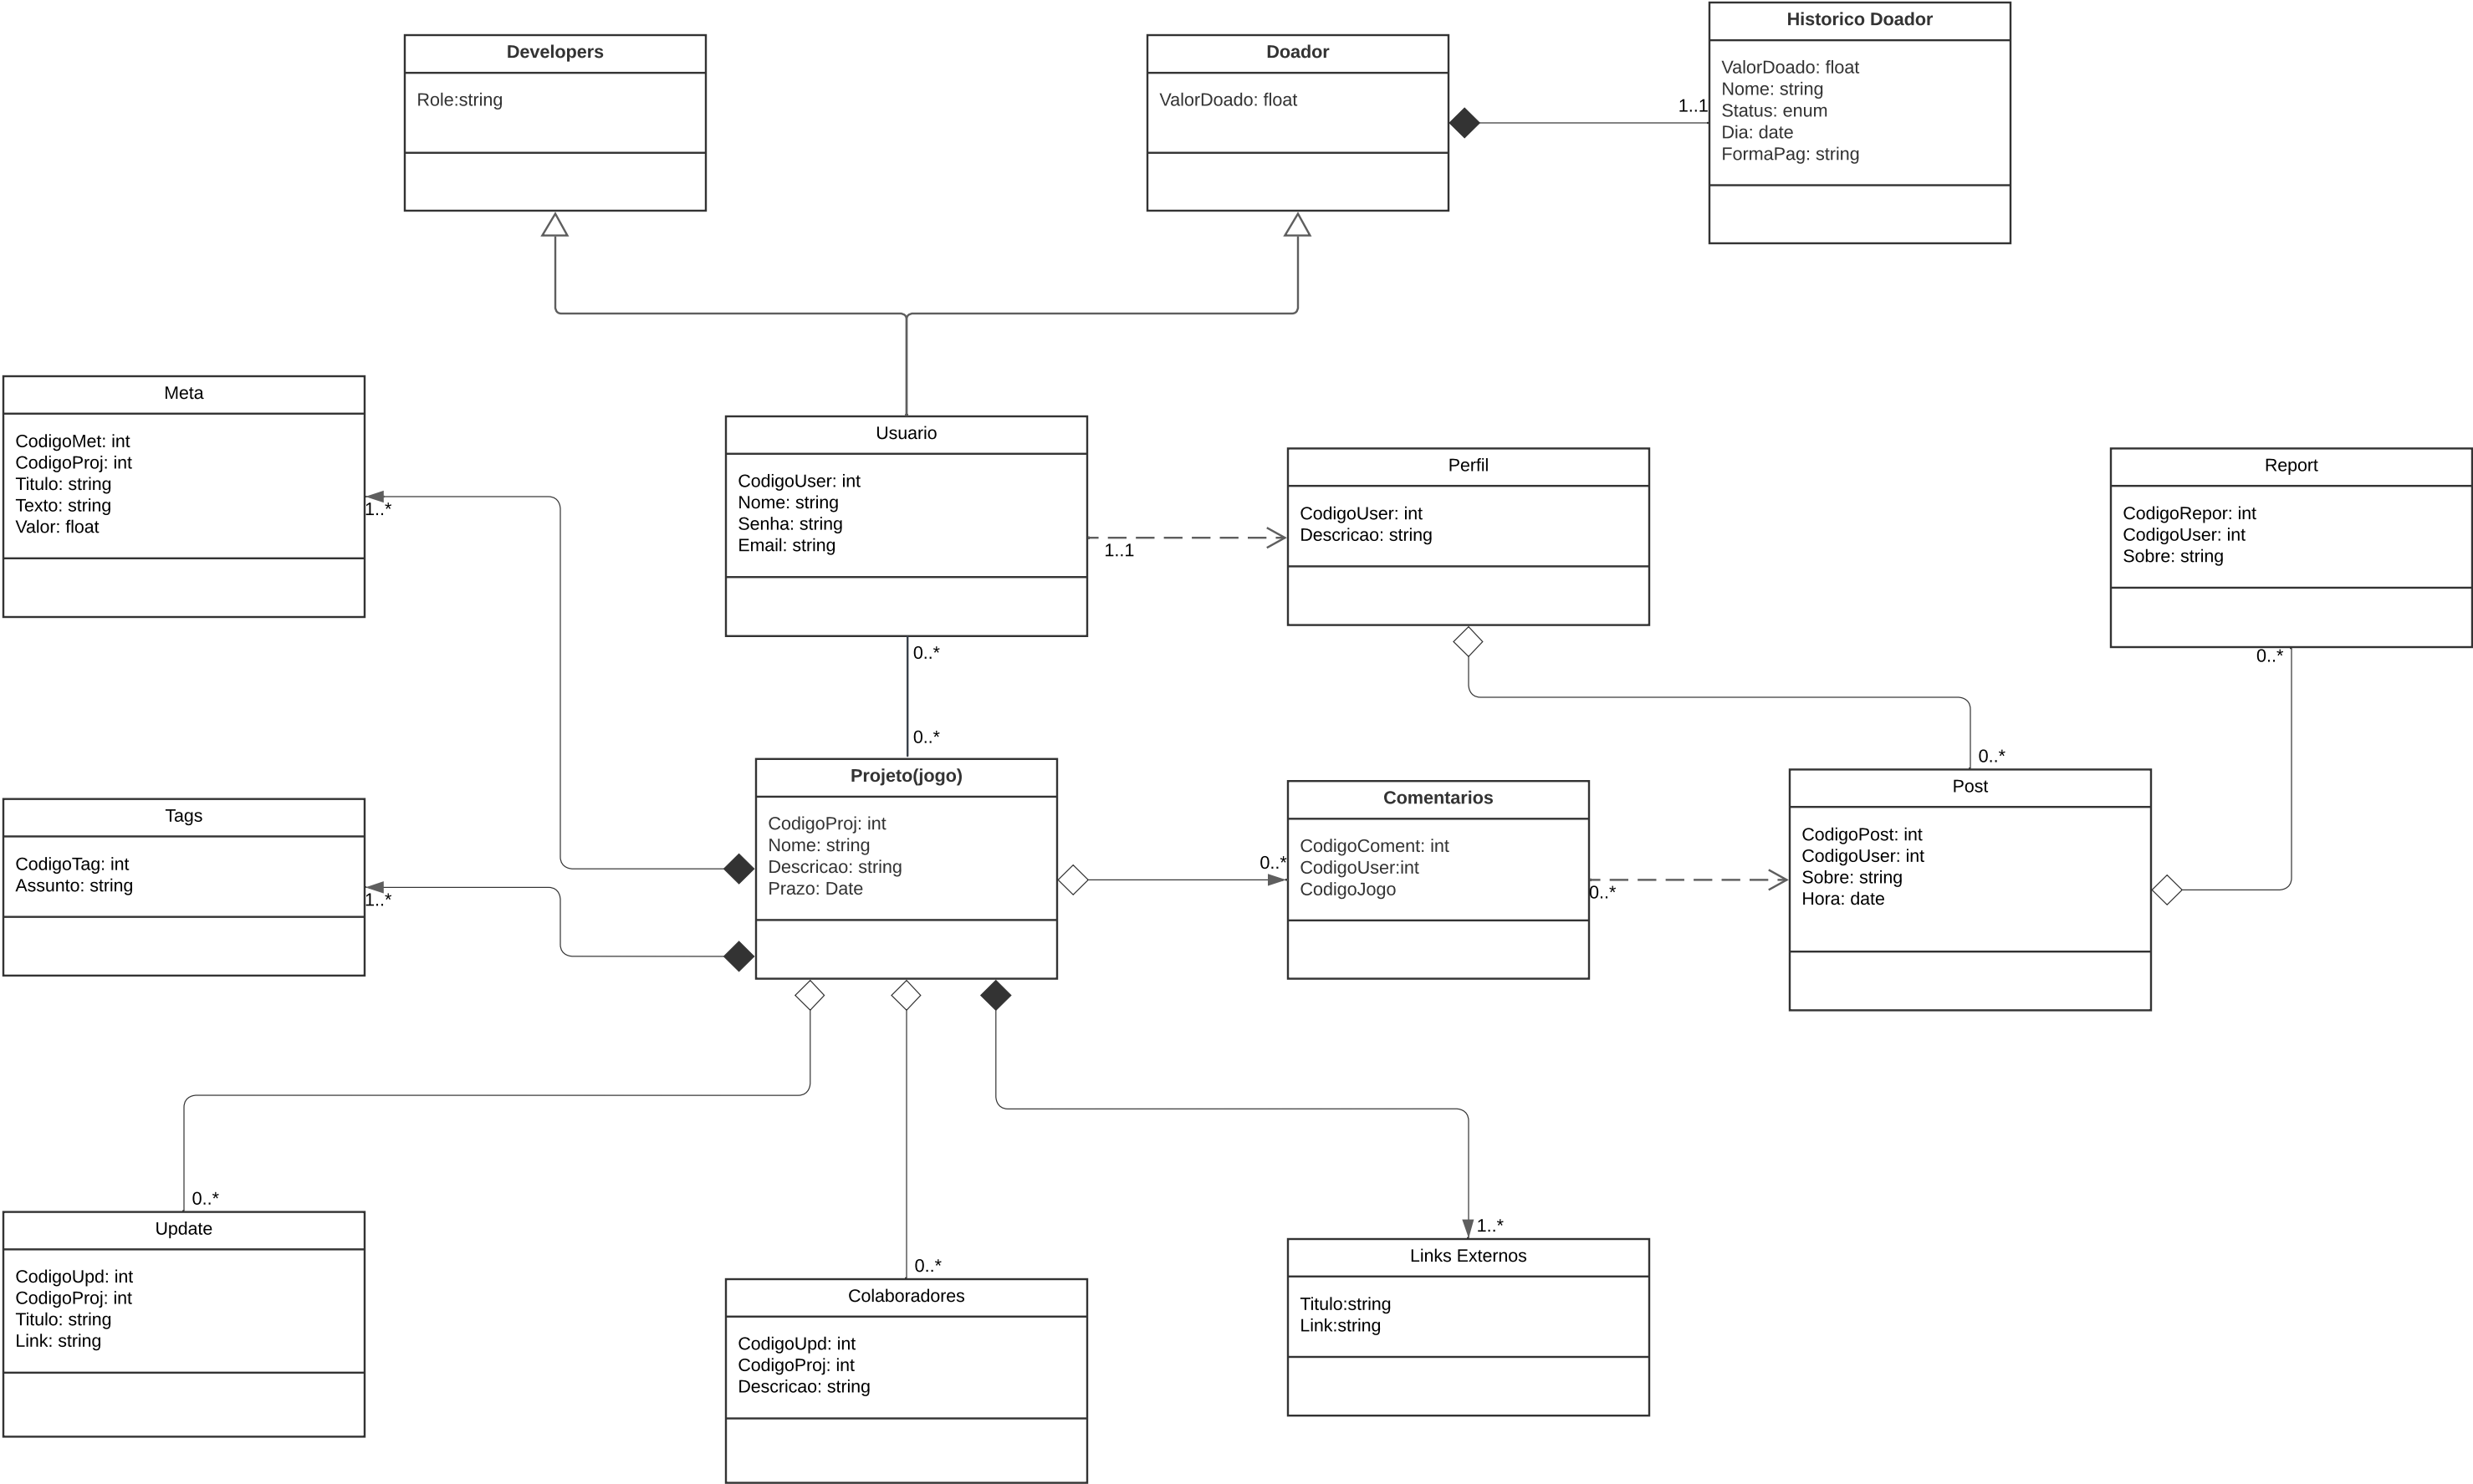 Historico Doador
ValorDoado: float
Nome: string
Status: enum
Dia: date
FormaPag: string
Developers
Role:string
Doador
ValorDoado: float
1..1
Meta
CodigoMet: int
CodigoProj: int
Titulo: string
Texto: string
Valor: float
1..*
Usuario
CodigoUser: int
Nome: string
Senha: string
Email: string
1..1
Perfil
CodigoUser: int
Descricao: string
Report
CodigoRepor: int
CodigoUser: int
Sobre: string
0..*
0..*
0..*
0..*
Tags
CodigoTag: int
Assunto: string
1..*
Projeto(jogo)
CodigoProj: int
Nome: string
Descricao: string
Prazo: Date
0..*
Comentarios
CodigoComent: int
CodigoUser:int
CodigoJogo
0..*
Post
CodigoPost: int
CodigoUser: int
Sobre: string
Hora: date
0..*
Update
CodigoUpd: int
CodigoProj: int
Titulo: string
Link: string
0..*
Colaboradores
CodigoUpd: int
CodigoProj: int
Descricao: string
1..*
Links Externos
Titulo:string
Link:string